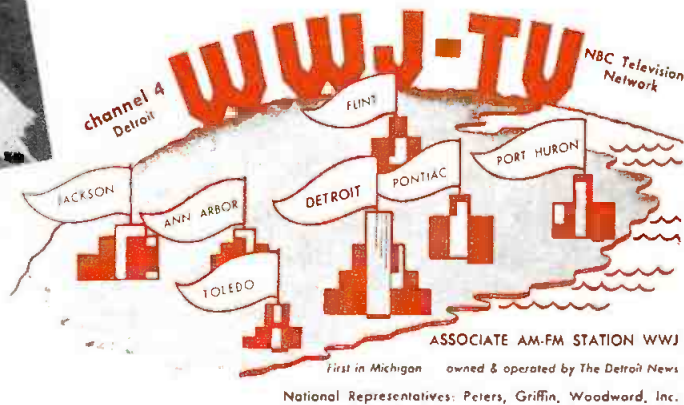 WWJ-TV
channel 4
Detroit
NBC Television
Network
FLINT
JACKSON
ANN ARBOR
DETROIT
PONTIAC
PORT HURON
TOLEDO
ASSOCIATE AM-FM STATION WWJ
First in Michigan owned & operated by The Detroit News
National Representatives: Peters, Griffin, Woodward, Inc.